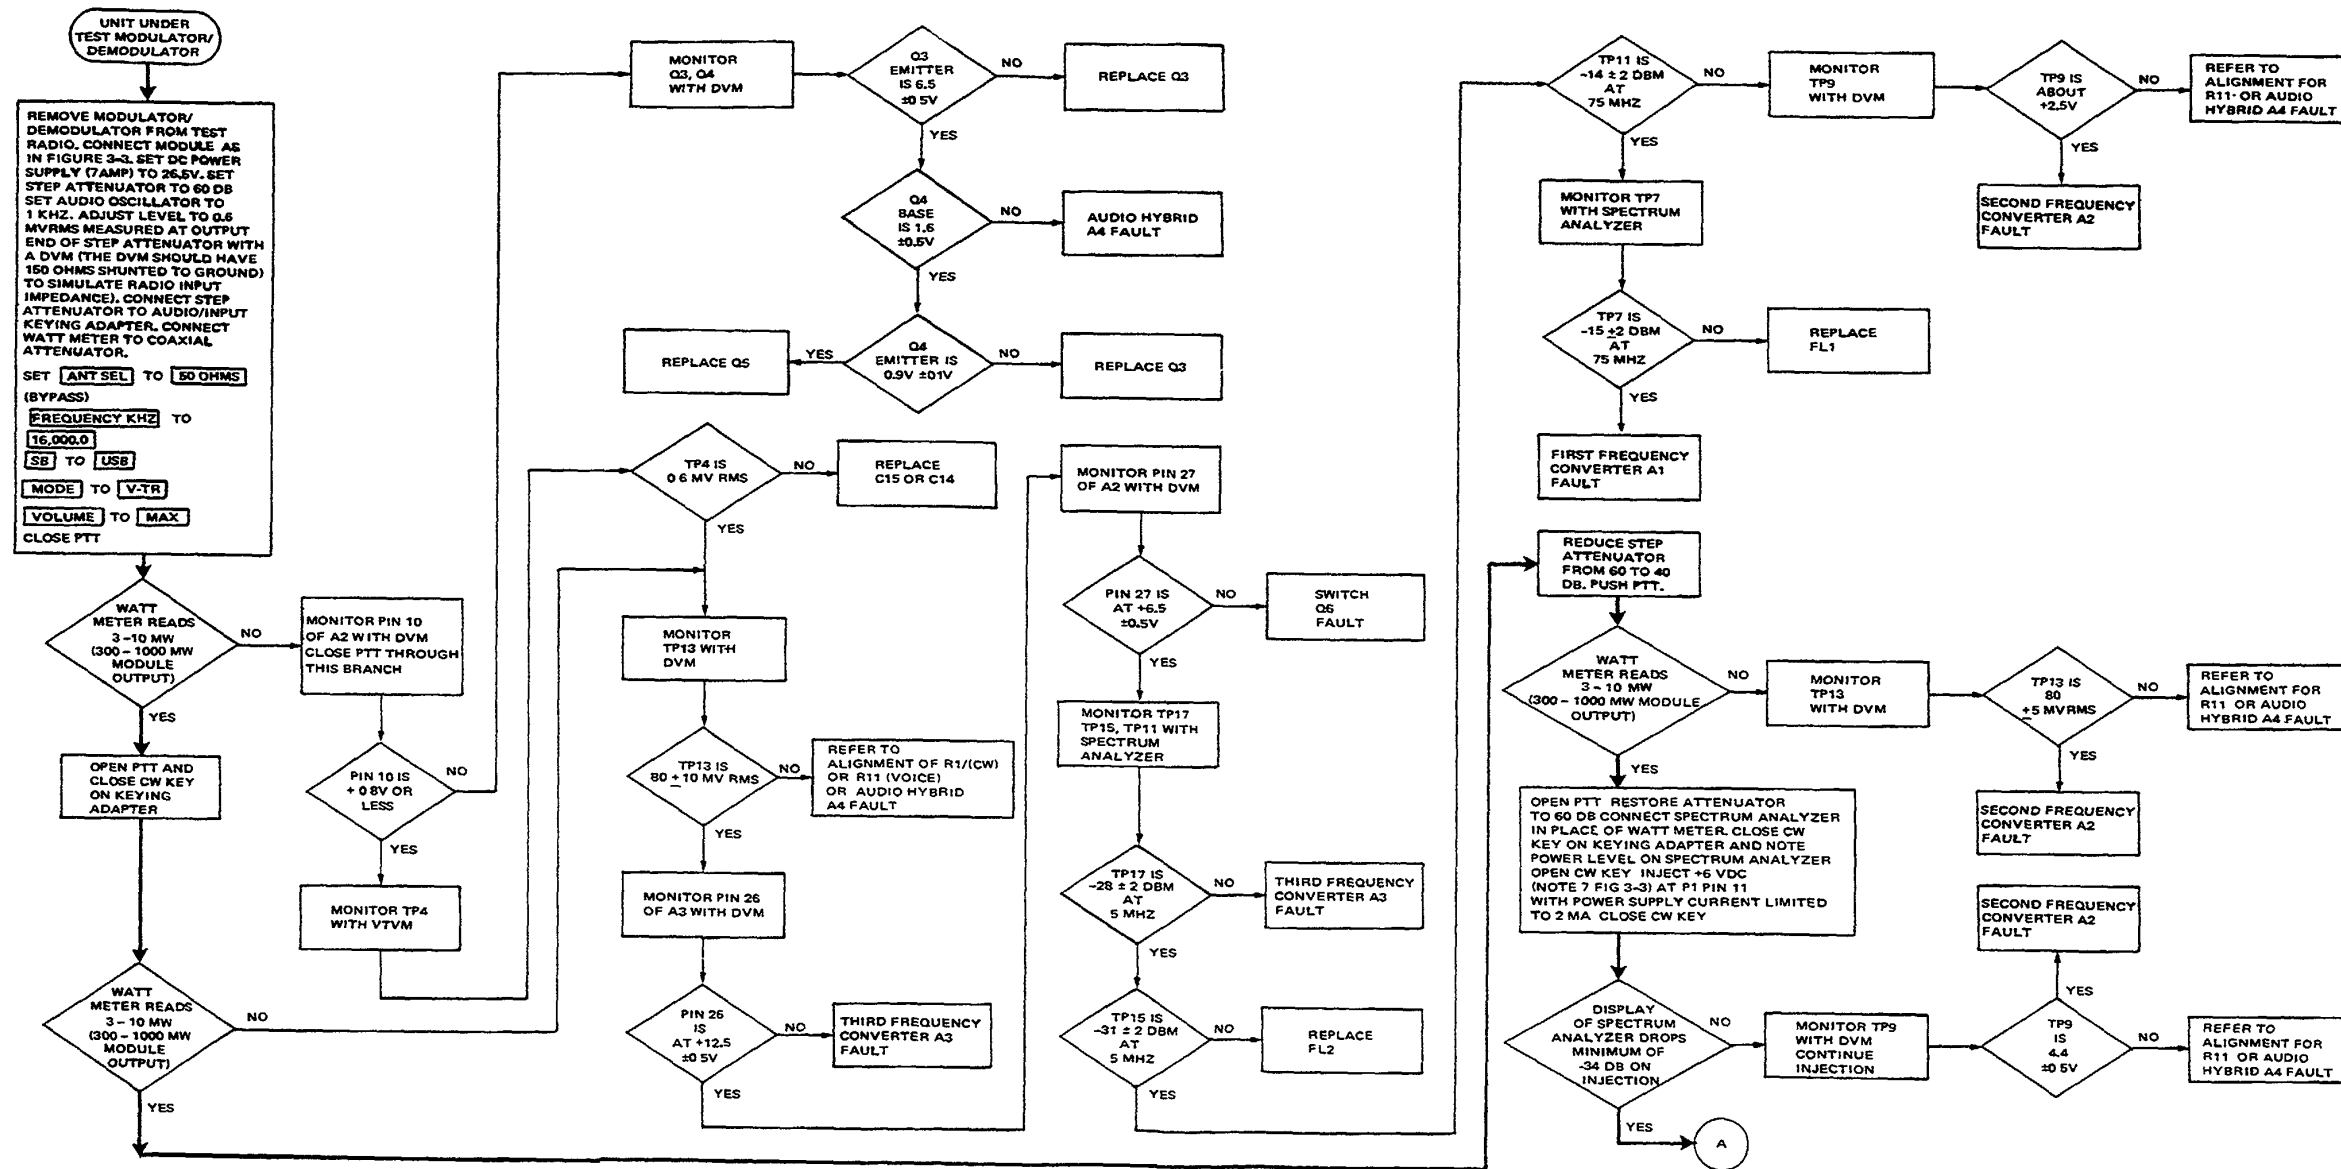 UNIT UNDER
TEST MODULATOR/
DEMODULATOR
REMOVE MODULATOR/
DEMODULATOR FROM TEST
RADIO. CONNECT MODULE AS
IN FIGURE 3-3. SET DC POWER
SUPPLY (7AMP) TO 26.5V. SET
STEP ATTENUATOR TO 60 DB
SET AUDIO OSCILLATOR TO
1 KHZ. ADJUST LEVEL TO 0.6
MVRMS MEASURED AT OUTPUT
END OF STEP ATTENUATOR WITH
A DVM (THE DVM SHOULD HAVE
150 OHMS SHUNTED TO GROUND)
TO SIMULATE RADIO INPUT
IMPEDANCE). CONNECT STEP
ATTENUATOR TO AUDIO/INPUT
KEYING ADAPTER. CONNECT
WATT METER TO COAXIAL
ATTENUATOR.
SET ANT SEL TO 50 OHMS
(BYPASS)
FREQUENCY KHZ TO
16,000.0
SB TO USB
MODE TO V-TR
VOLUME TO MAX
CLOSE PTT
WATT
METER READS
3-10 MW
(300-1000 MW
MODULE
OUTPUT)
NO
YES
MONITOR PIN 10
OF A2 WITH DVM
CLOSE PTT THROUGH
THIS BRANCH
OPEN PTT AND
CLOSE CW KEY
ON KEYING
ADAPTER
PIN 10 IS
+ 0 8V OR
LESS
NO
YES
MONITOR TP4
WITH VTVM
WATT
METER READS
3-10 MW
(300-1000 MW
MODULE
OUTPUT)
NO
YES
MONITOR
Q3, Q4
WITH DVM
Q3
EMITTER
IS 6.5
±0 5V
NO
REPLACE Q3
YES
Q4
BASE
IS 1.6
±0.5V
NO
AUDIO HYBRID
A4 FAULT
YES
Q4
EMITTER IS
0.9V ±01V
YES
REPLACE Q5
NO
REPLACE Q3
TP4 IS
0 6 MV RMS
NO
REPLACE
C15 OR C14
YES
MONITOR
TP13 WITH
DVM
TP13 IS
80 ± 10 MV RMS
NO
REFER TO
ALIGNMENT OF R1/(CW)
OR R11 (VOICE)
OR AUDIO HYBRID
A4 FAULT
YES
MONITOR PIN 26
OF A3 WITH DVM
PIN 26
IS
AT +12.5
±0 5V
NO
THIRD FREQUENCY
CONVERTER A3
FAULT
YES
MONITOR PIN 27
OF A2 WITH DVM
PIN 27 IS
AT +6.5
±0.5V
NO
SWITCH
Q6
FAULT
YES
MONITOR TP17
TP15, TP11 WITH
SPECTRUM
ANALYZER
TP17 IS
-28 ± 2 DBM
AT
5 MHZ
NO
THIRD FREQUENCY
CONVERTER A3
FAULT
YES
TP15 IS
-31 ± 2 DBM
AT
5 MHZ
NO
REPLACE
FL2
YES
TP11 IS
-14 ± 2 DBM
AT
75 MHZ
NO
MONITOR
TP9
WITH DVM
TP9 IS
ABOUT
+2.5V
NO
REFER TO
ALIGNMENT FOR
R11- OR AUDIO
HYBRID A4 FAULT
YES
SECOND FREQUENCY
CONVERTER A2
FAULT
YES
MONITOR TP7
WITH SPECTRUM
ANALYZER
TP7 IS
-15 ±2 DBM
AT
75 MHZ
NO
REPLACE
FL1
YES
FIRST FREQUENCY
CONVERTER A1
FAULT
REDUCE STEP
ATTENUATOR
FROM 60 TO 40
DB. PUSH PTT.
WATT
METER READS
3-10 MW
(300-1000 MW MODULE
OUTPUT)
NO
MONITOR
TP13
WITH DVM
TP13 IS
80
±5 MVRMS
NO
REFER TO
ALIGNMENT FOR
R11 OR AUDIO
HYBRID A4 FAULT
YES
SECOND FREQUENCY
CONVERTER A2
FAULT
YES
OPEN PTT RESTORE ATTENUATOR
TO 60 DB CONNECT SPECTRUM ANALYZER
IN PLACE OF WATT METER. CLOSE CW
KEY ON KEYING ADAPTER AND NOTE
POWER LEVEL ON SPECTRUM ANALYZER
OPEN CW KEY INJECT +6 VDC
(NOTE 7 FIG 3-3) AT P1 PIN 11
WITH POWER SUPPLY CURRENT LIMITED
TO 2 MA CLOSE CW KEY
DISPLAY
OF SPECTRUM
ANALYZER DROPS
MINIMUM OF
-34 DB ON
INJECTION
NO
MONITOR TP9
WITH DVM
CONTINUE
INJECTION
SECOND FREQUENCY
CONVERTER A2
FAULT
YES
TP9
IS
4.4
±0 5V
NO
REFER TO
ALIGNMENT FOR
R11 OR AUDIO
HYBRID A4 FAULT
YES
A